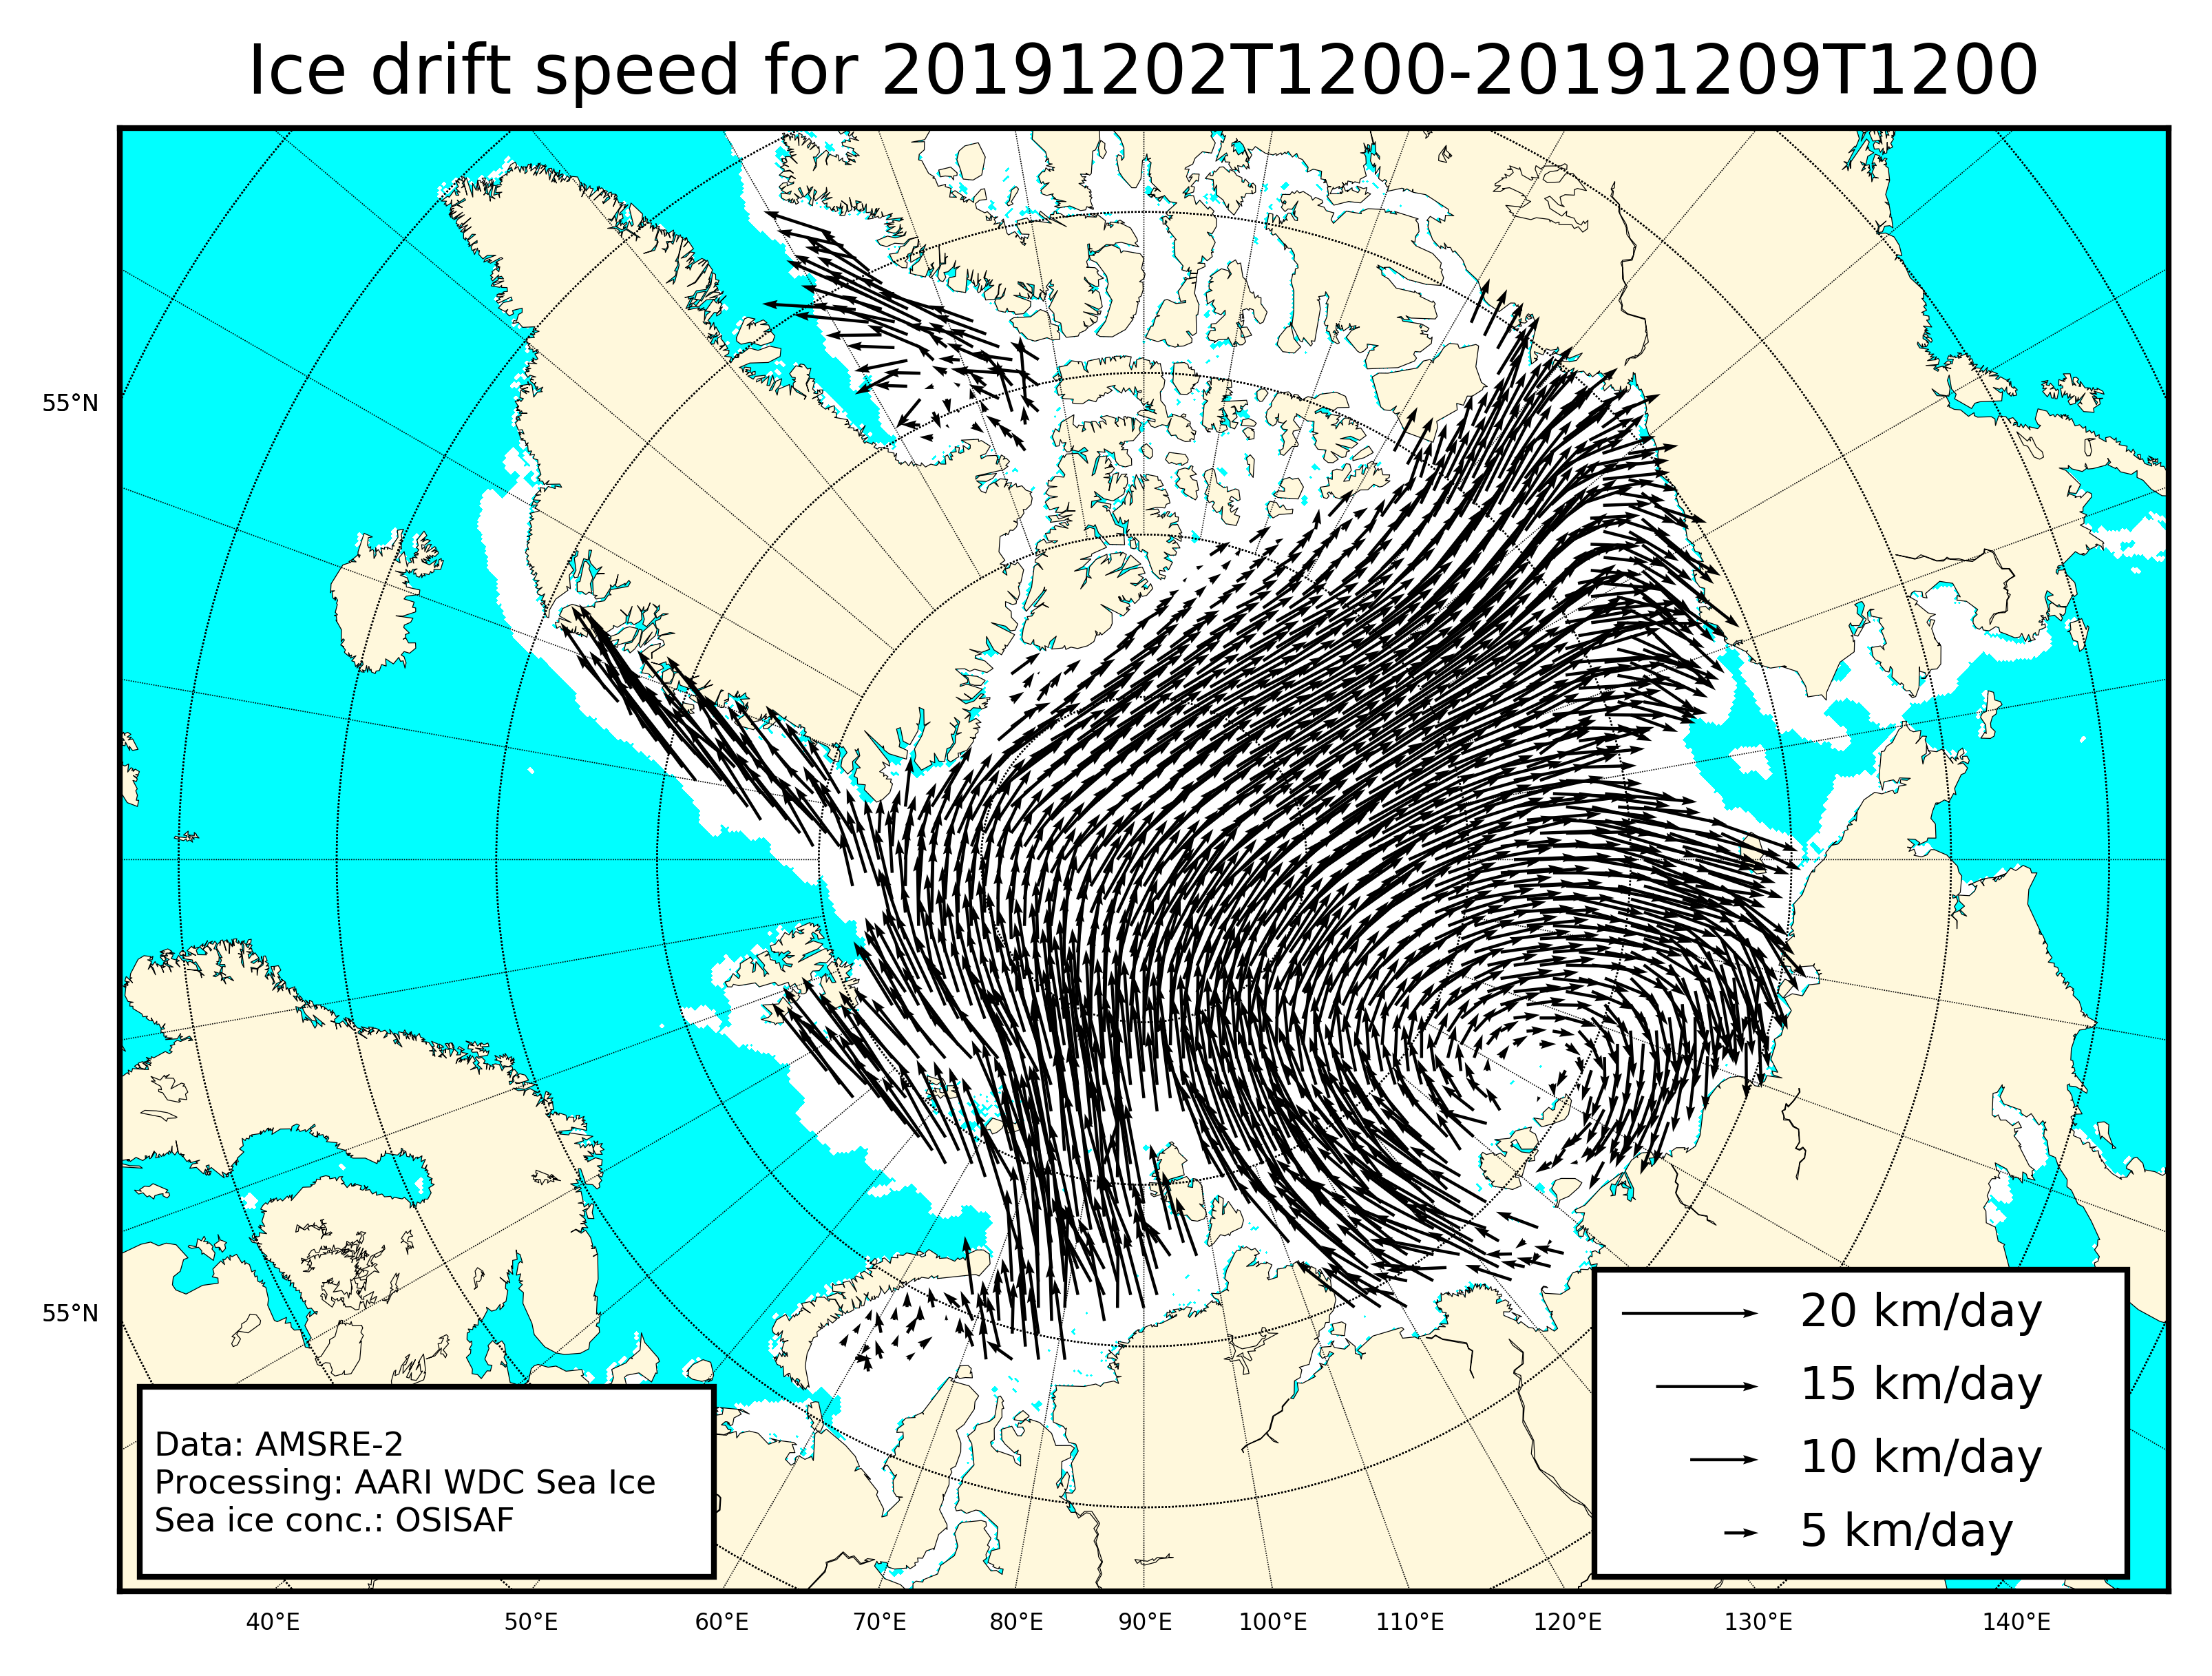 Ice drift speed for 20191202T1200-20191209T1200
55°N
55°N
20 km/day
15 km/day
10 km/day
5 km/day
Data: AMSRE-2
Processing: AARI WDC Sea Ice
Sea ice conc.: OSISAF
40°E 50°E 60°E 70°E 80°E 90°E 100°E 110°E 120°E 130°E 140°E